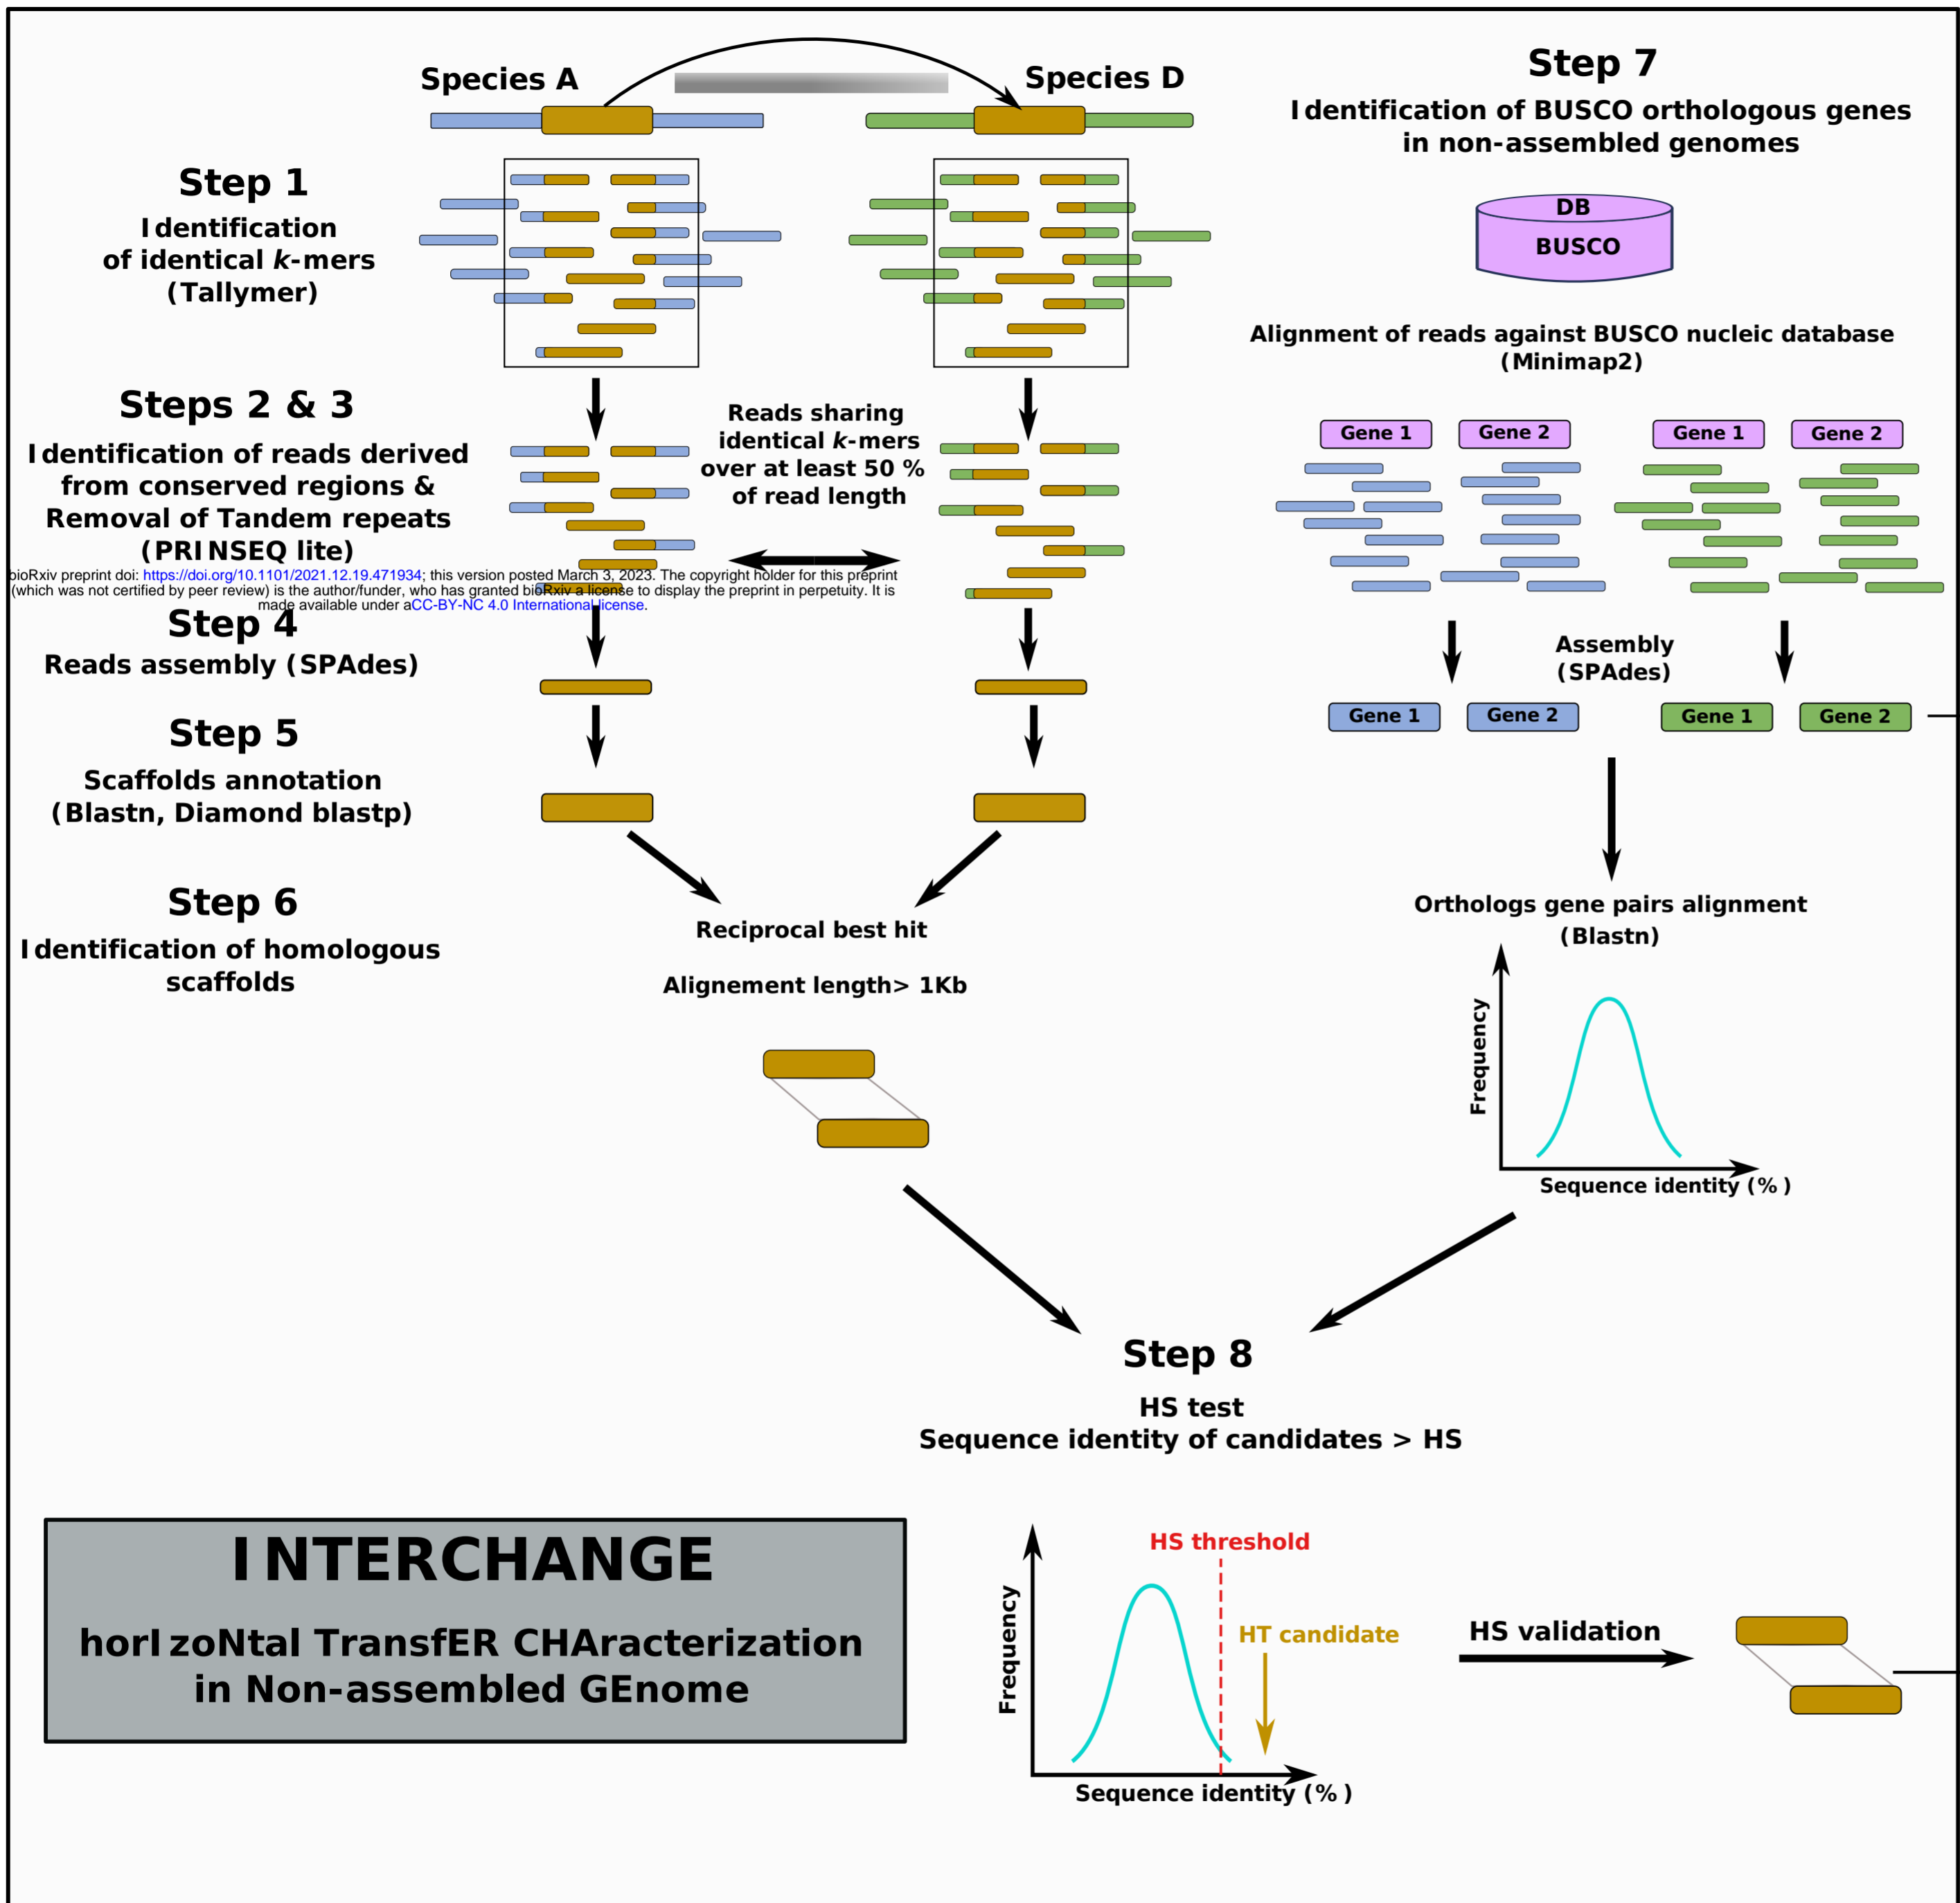 Species A
Species D
Step 1
Identification
of identical k-mers
(Tallymer)
Steps 2 & 3
Identification of reads derived
from conserved regions &
Removal of Tandem repeats
(PRINSEQ lite)
Reads sharing
identical k-mers
over at least 50 %
of read length
bioRxiv preprint doi: https://doi.org/10.1101/2021.12.19.471934; this version posted March 3, 2023. The copyright holder for this preprint
(which was not certified by peer review) is the author/funder, who has granted bioRxiv a license to display the preprint in perpetuity. It is
made available under aCC-BY-NC 4.0 International license.
Step 4
Reads assembly (SPAdes)
Step 5
Scaffolds annotation
(Blastn, Diamond blastp)
Step 6
Identification of homologous
scaffolds
Reciprocal best hit
Alignement length> 1Kb
Step 7
Identification of BUSCO orthologous genes
in non-assembled genomes
DB
BUSCO
Alignment of reads against BUSCO nucleic database
(Minimap2)
Gene 1 Gene 2 Gene 1 Gene 2
Assembly
(SPAdes)
Gene 1 Gene 2 Gene 1 Gene 2
Orthologs gene pairs alignment
(Blastn)
Frequency
Sequence identity (%)
Step 8
HS test
Sequence identity of candidates > HS
INTERCHANGE
horIzoNtal TransfER CHAracterization
in Non-assembled GEnome
HS threshold
HT candidate
Frequency
Sequence identity (%)
HS validation